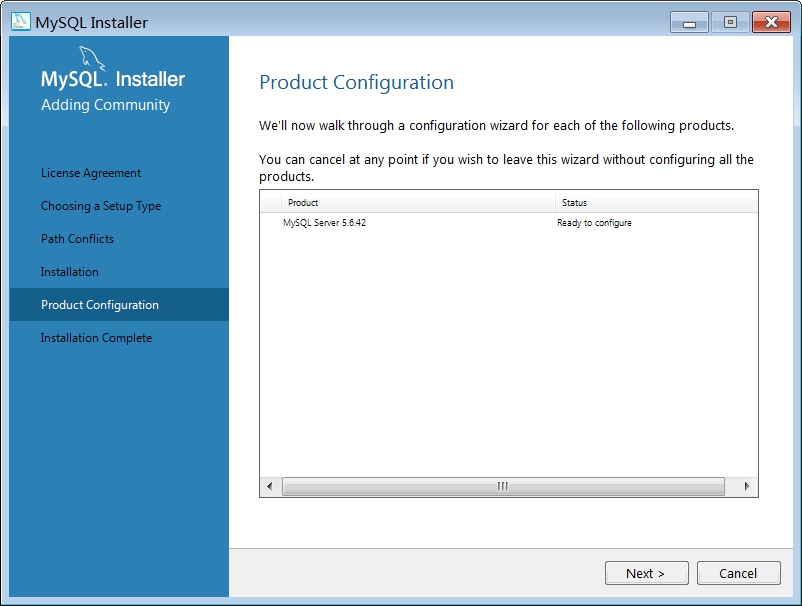 MySQL Installer
MySQL. Installer
Adding Community
License Agreement
Choosing a Setup Type
Path Conflicts
Installation
Product Configuration
Installation Complete
Product Configuration
We'll now walk through a configuration wizard for each of the following products.
You can cancel at any point if you wish to leave this wizard without configuring all the
products.
Product Status
MySQL Server 5.6.42 Ready to configure
Next > Cancel